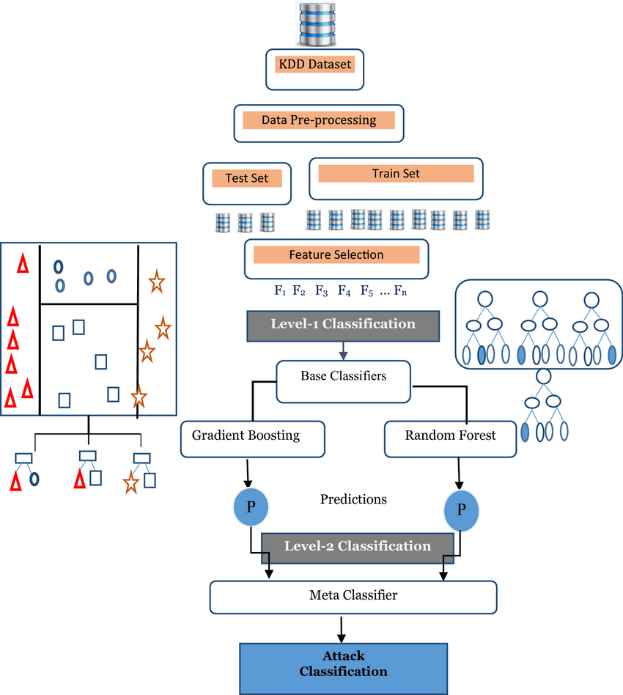 KDD Dataset
Data Pre-processing
Test Set
Train Set
Feature Selection
F1 F2 F3 F4 F5 ... Fn
Level-1 Classification
Base Classifiers
Gradient Boosting
Random Forest
P
Predictions
P
Level-2 Classification
Meta Classifier
Attack
Classification